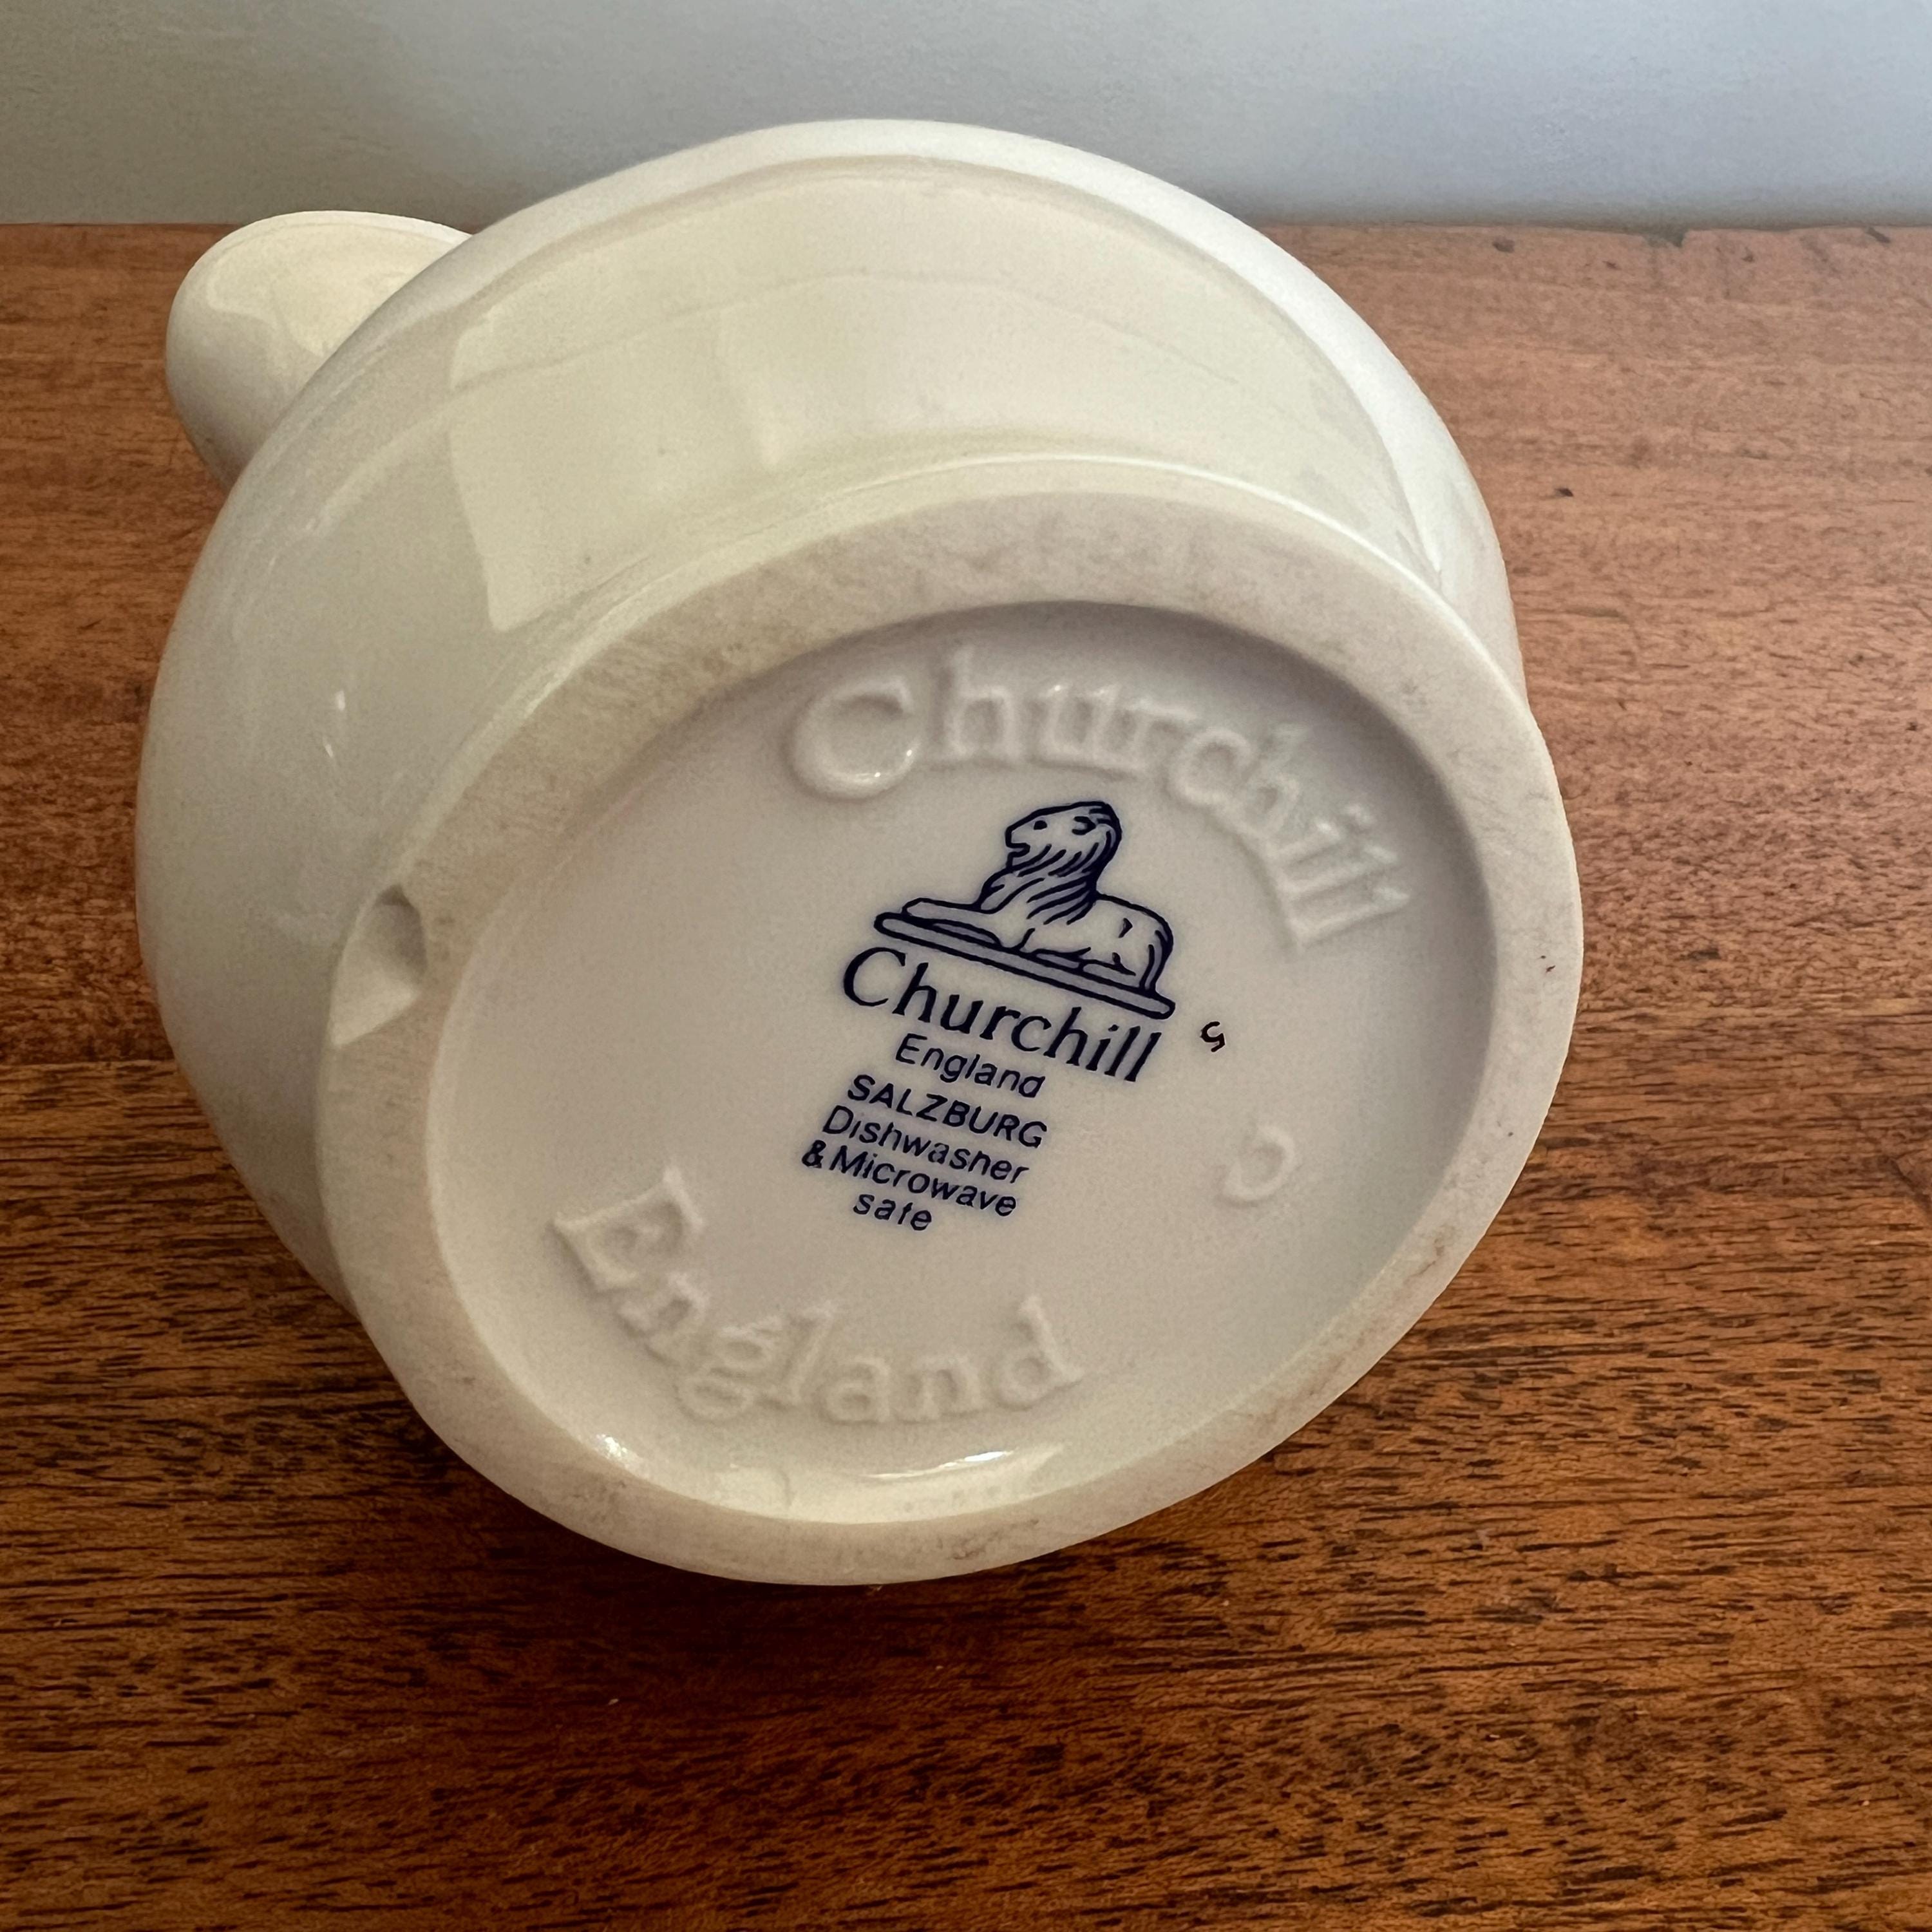 Churchill
Churchill
England
SALZBURG
Dishwasher
& Microwave
safe
England